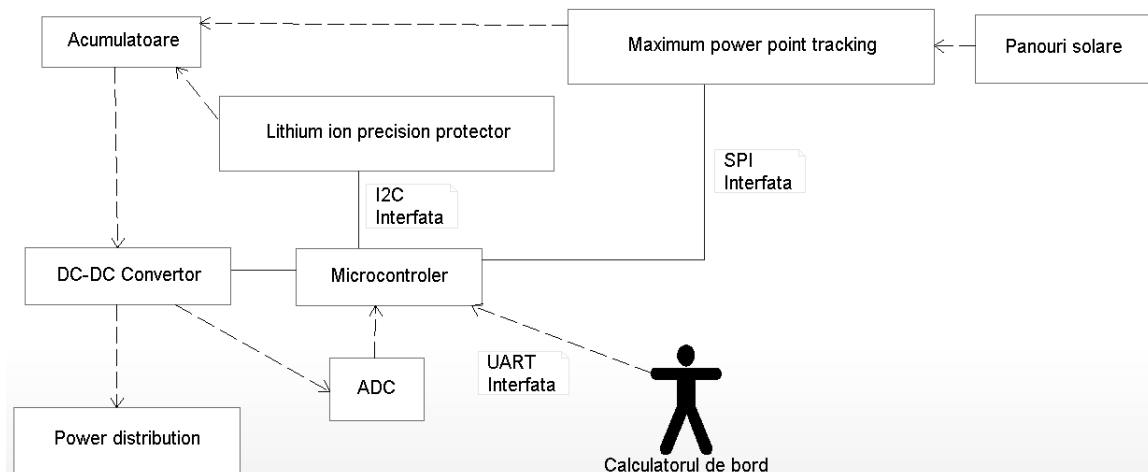 Acumulatoare
Maximum power point tracking
Panouri solare
Lithium ion precision protector
SPI
Interfata
I2C
Interfata
DC-DC Convertor
Microcontroler
UART
Interfata
ADC
Power distribution
Calculatorul de bord